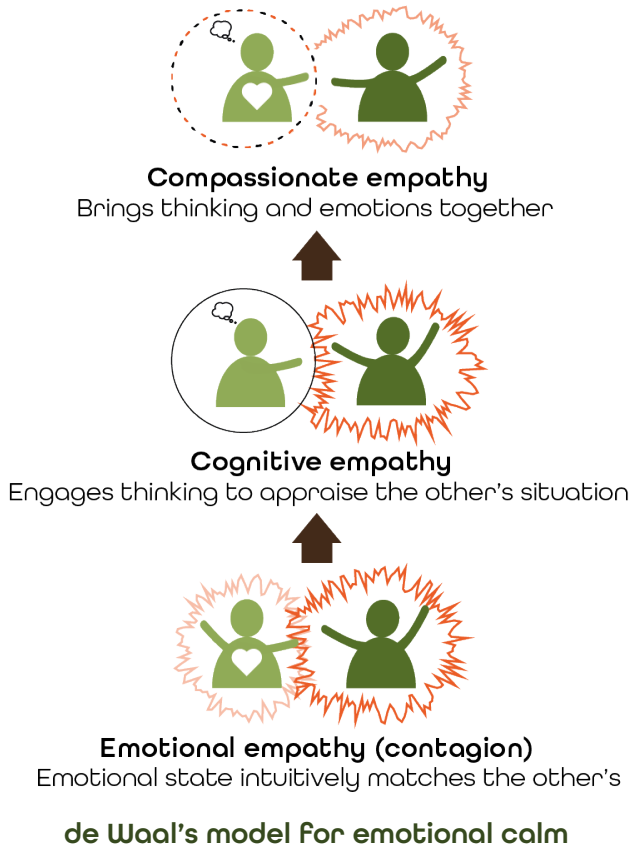 Compassionate empathy
Brings thinking and emotions together
Cognitive empathy
Engages thinking to appraise the other's situation
Emotional empathy (contagion)
Emotional state intuitively matches the other's
de Waal's model for emotional calm